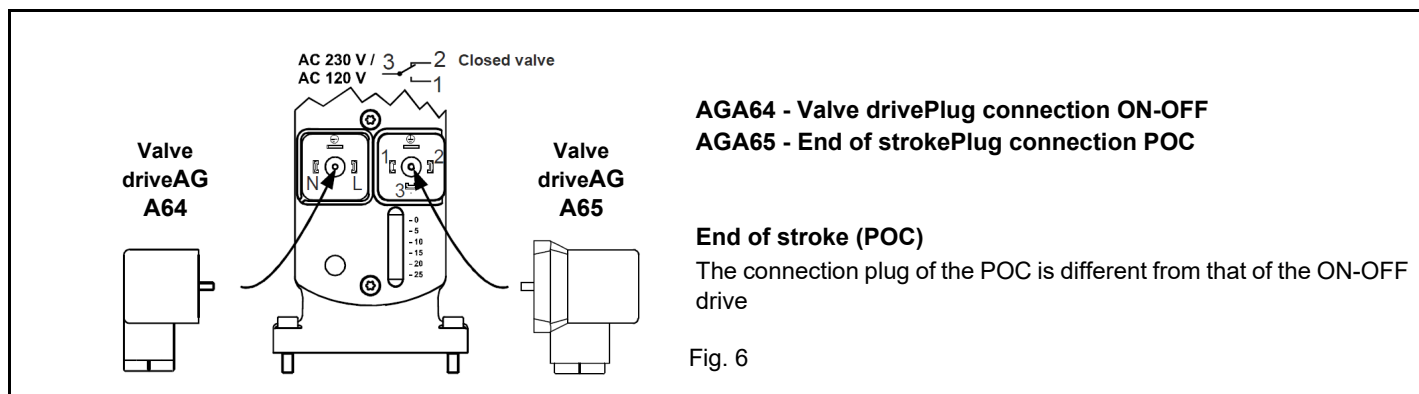 AC 230 V / 3 2 Closed valve
AC 120 V 1
Valve
driveAG
A64
1 2
N L
3
0
5
10
15
20
25
Valve
driveAG
A65
AGA64 - Valve drivePlug connection ON-OFF
AGA65 - End of strokePlug connection POC
End of stroke (POC)
The connection plug of the POC is different from that of the ON-OFF
drive
Fig. 6